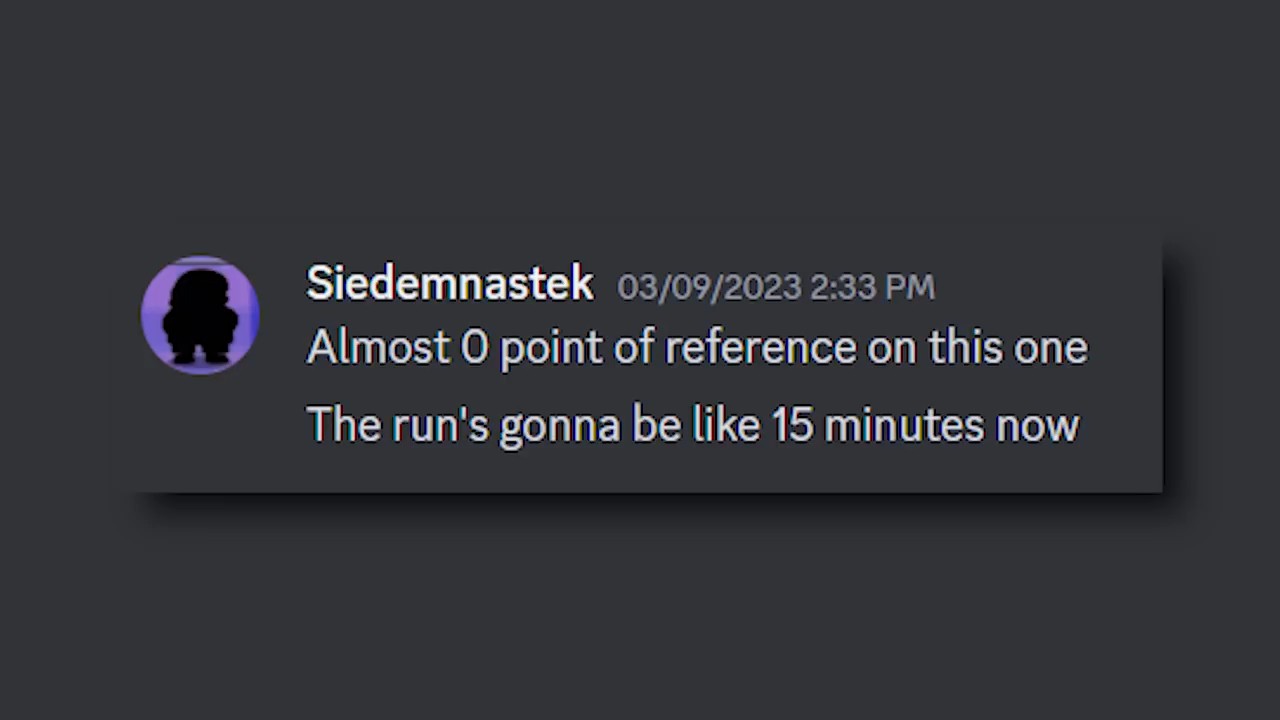 Siedemnastek 03/09/2023 2:33 PM
Almost 0 point of reference on this one
The run's gonna be like 15 minutes now